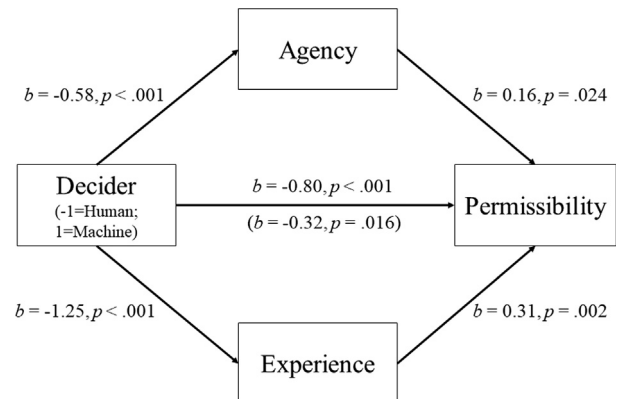 Agency
b = -0.58, p < .001
b = 0.16, p = .024
Decider
(-1=Human;
1=Machine)
b = -0.80, p < .001
(b = -0.32, p = .016)
Permissibility
b = -1.25, p < .001
b = 0.31, p = .002
Experience